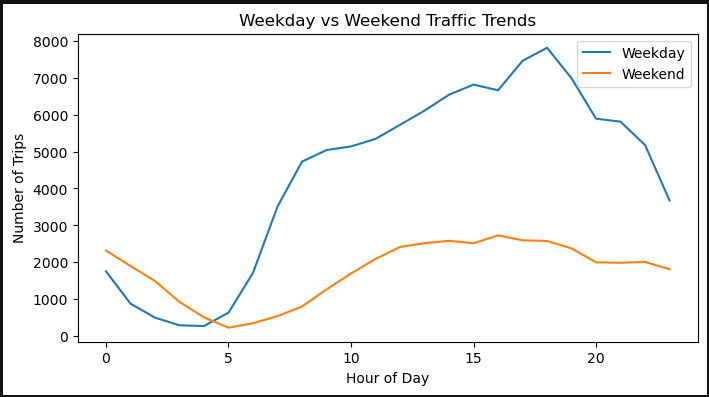 Weekday vs Weekend Traffic Trends
8000
7000
6000
5000
4000
3000
2000
1000
0
Number of Trips
Weekday
Weekend
0 5 10 15 20
Hour of Day